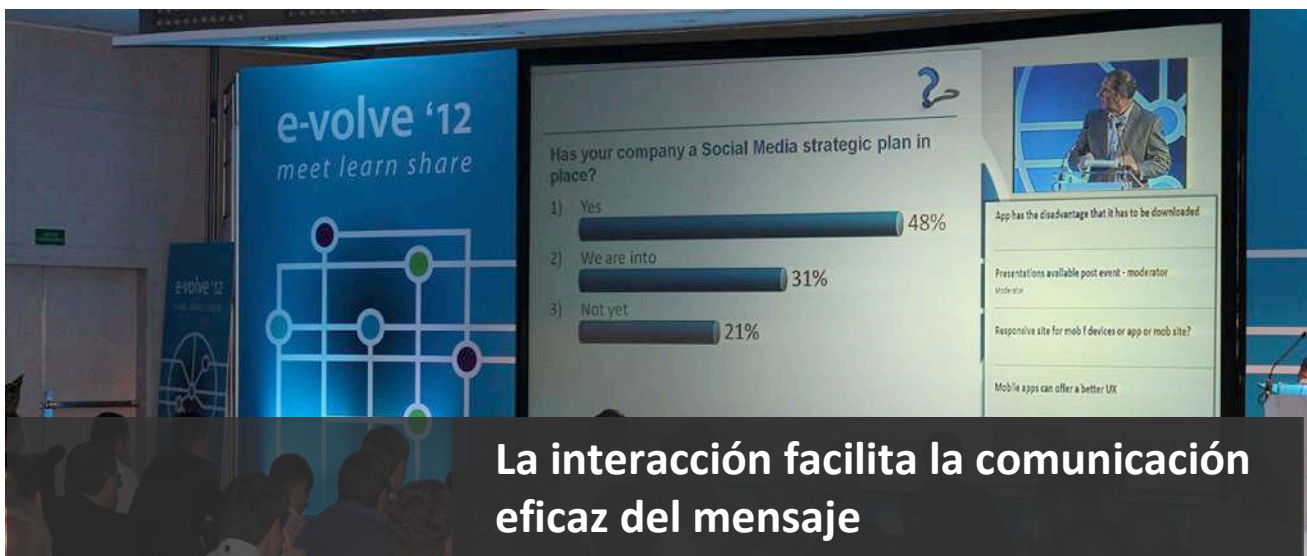 e-volve '12
meet learn share
e-volve '12
Has your company a Social Media strategic plan in
place?
1) Yes
48%
2) We are into
31%
3) Not yet
21%
App has the disadvantage that it has to be downloaded
Presentations available post event - moderator
Moderator
Responsive site for mob f devices or app or mob site?
Mobile apps can offer a better UX
La interacción facilita la comunicación
eficaz del mensaje